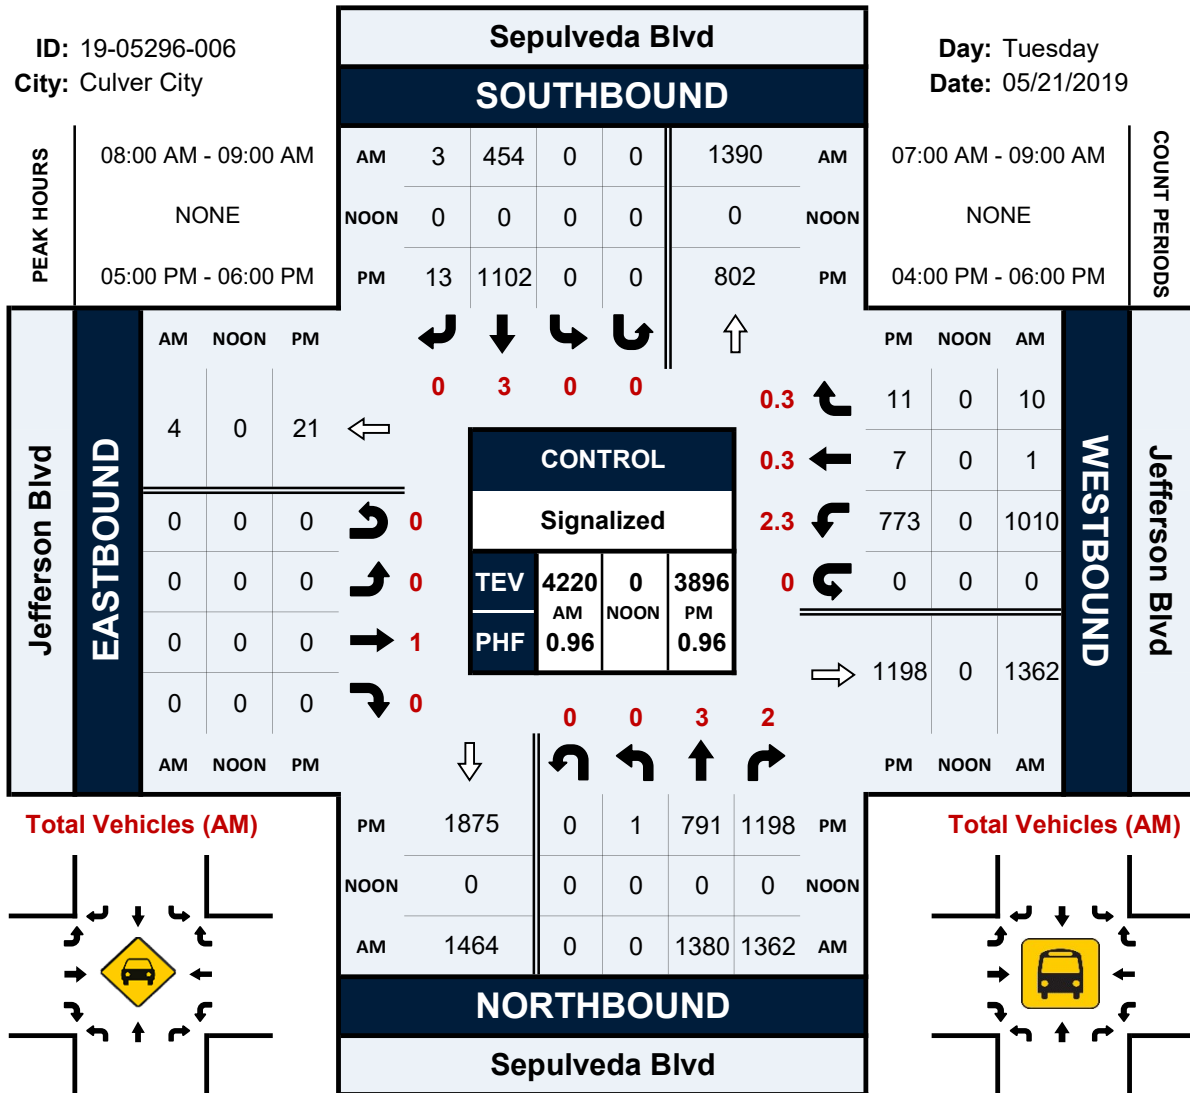 ID: 19-05296-006
City: Culver City
Sepulveda Blvd
SOUTHBOUND
Day: Tuesday
Date: 05/21/2019
PEAK HOURS
08:00 AM - 09:00 AM
NONE
05:00 PM - 06:00 PM
AM 3 454 0 0 1390 AM
NOON 0 0 0 0 0 NOON
PM 13 1102 0 0 802 PM
07:00 AM - 09:00 AM
NONE
04:00 PM - 06:00 PM
COUNT PERIODS
0 3 0 0
Jefferson Blvd
EASTBOUND
AM NOON PM
4 0 21
0 0 0 0
0 0 0 0
0 0 0 1
0 0 0 0
AM NOON PM
CONTROL
Signalized
TEV 4220 0 3896
AM NOON PM
PHF 0.96 0.96
PM NOON AM
0.3 11 0 10
0.3 7 0 1
2.3 773 0 1010
0 0 0 0
1198 0 1362
PM NOON AM
WESTBOUND
Jefferson Blvd
0 0 3 2
PM 1875 0 1 791 1198 PM
NOON 0 0 0 0 0 NOON
AM 1464 0 0 1380 1362 AM
NORTHBOUND
Sepulveda Blvd
Total Vehicles (AM)
Total Vehicles (AM)